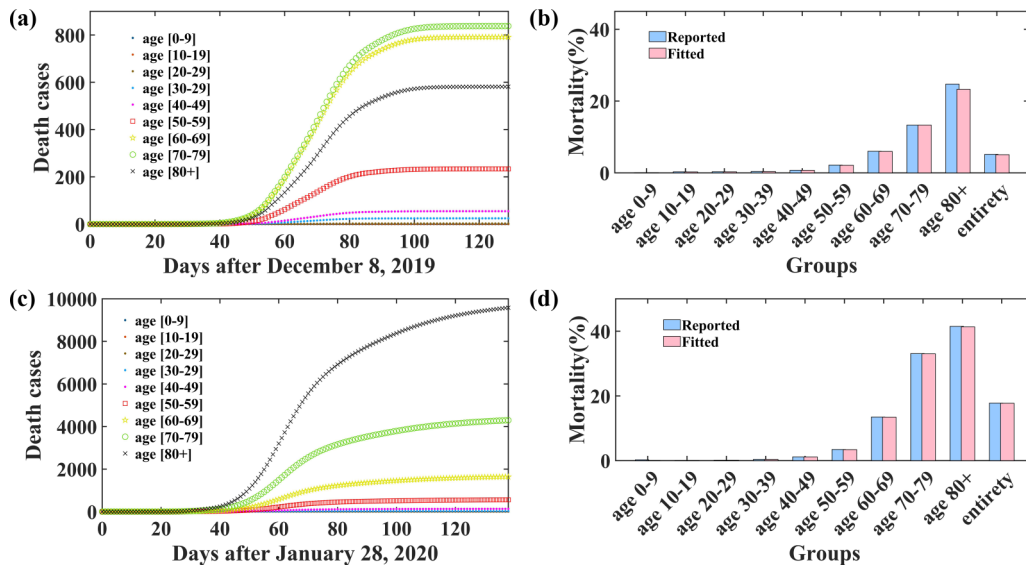 (a)
Death cases
800
600
400
200
0
age [0-9]
age [10-19]
age [20-29]
age [30-29]
age [40-49]
age [50-59]
age [60-69]
age [70-79]
age [80+]
0 20 40 60 80 100 120
Days after December 8, 2019
(b)
Mortality(%)
40
20
0
Reported
Fitted
age 0-9
age 10-19
age 20-29
age 30-39
age 40-49
age 50-59
age 60-69
age 70-79
age 80+
entirety
Groups
(c)
Death cases
10000
8000
6000
4000
2000
0
age [0-9]
age [10-19]
age [20-29]
age [30-29]
age [40-49]
age [50-59]
age [60-69]
age [70-79]
age [80+]
0 20 40 60 80 100 120
Days after January 28, 2020
(d)
Mortality(%)
40
20
0
Reported
Fitted
age 0-9
age 10-19
age 20-29
age 30-39
age 40-49
age 50-59
age 60-69
age 70-79
age 80+
entirety
Groups